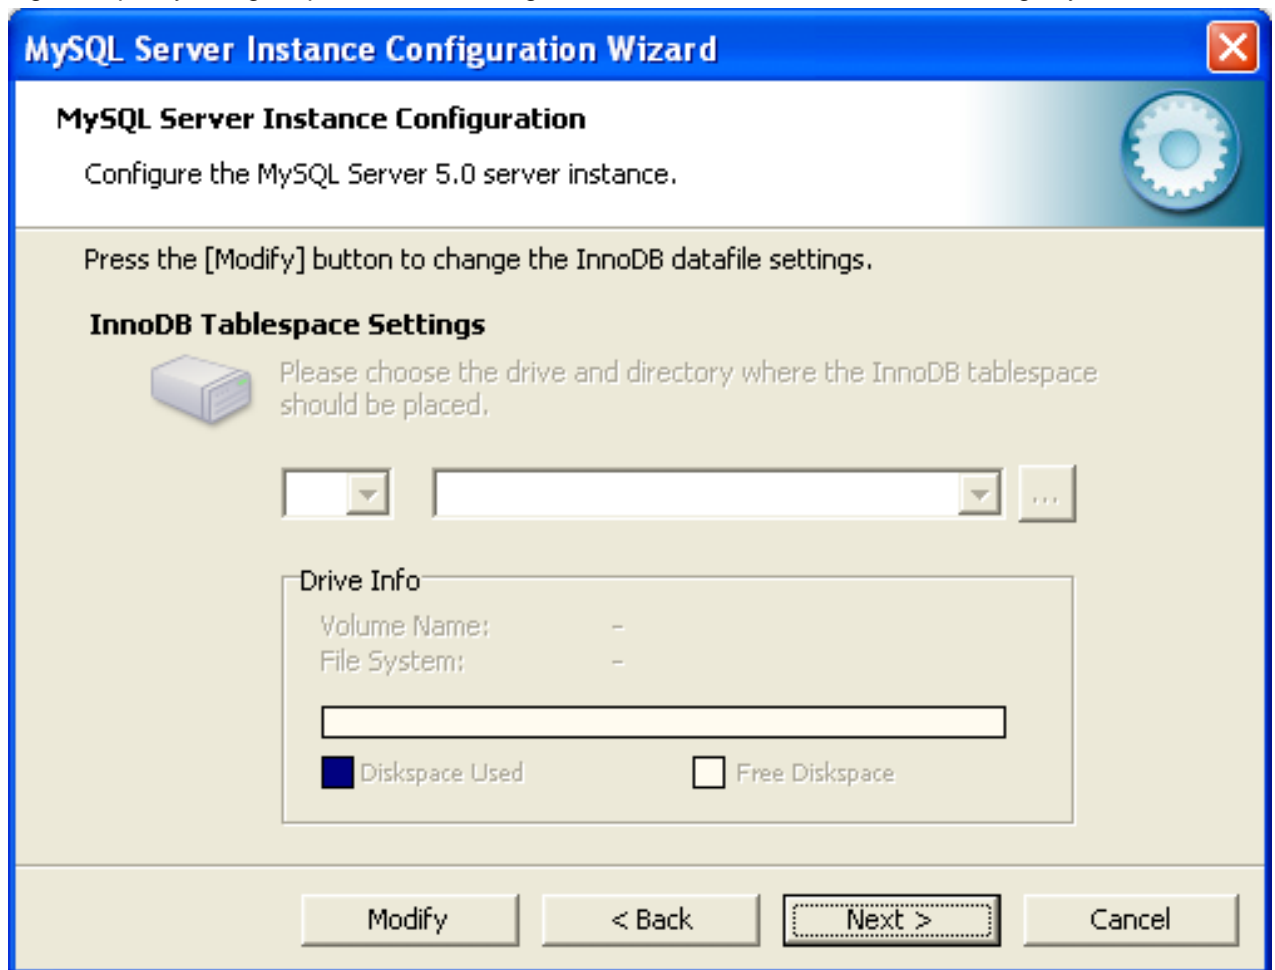 MySQL Server Instance Configuration Wizard
MySQL Server Instance Configuration
Configure the MySQL Server 5.0 server instance.
Press the [Modify] button to change the InnoDB datafile settings.
InnoDB Tablespace Settings
Please choose the drive and directory where the InnoDB tablespace
should be placed.
...
Drive Info
Volume Name: -
File System: -
Diskspace Used Free Diskspace
Modify < Back Next > Cancel